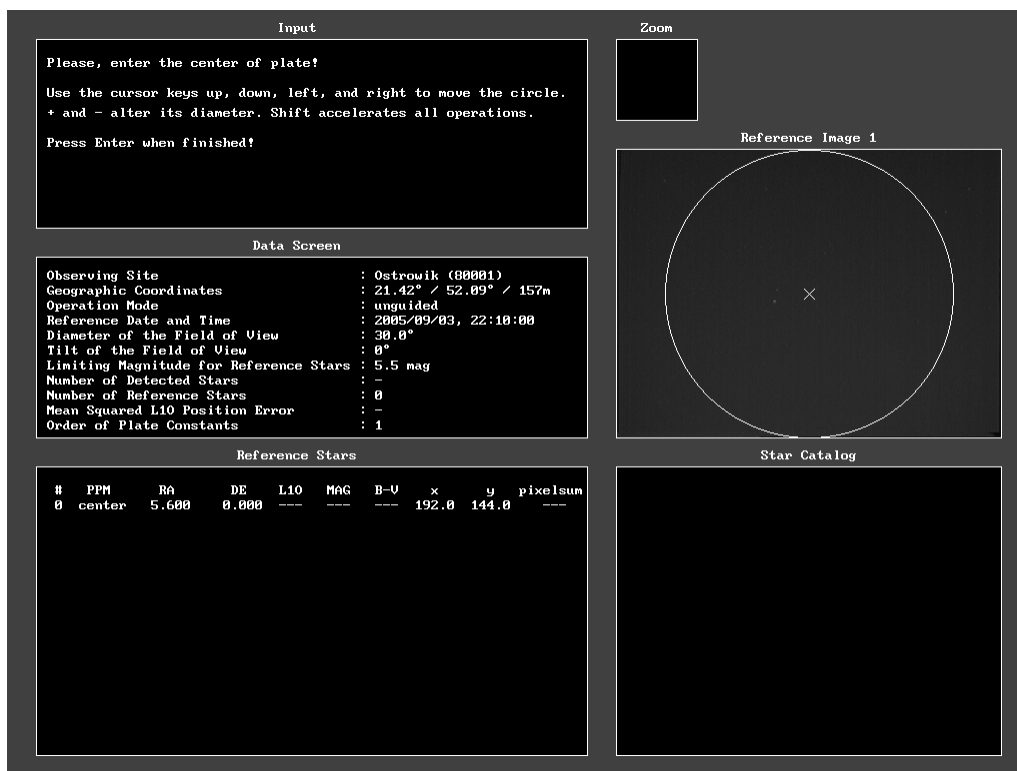 Input
Please, enter the center of plate!
Use the cursor keys up, down, left, and right to move the circle.
+ and - alter its diameter. Shift accelerates all operations.
Press Enter when finished!
Zoom
Reference Image 1
Data Screen
Observing Site : Ostrowik (80001)
Geographic Coordinates : 21.42° / 52.09° / 157m
Operation Mode : unguided
Reference Date and Time : 2005/09/03, 22:10:00
Diameter of the Field of View : 30.0°
Tilt of the Field of View : 0°
Limiting Magnitude for Reference Stars : 5.5 mag
Number of Detected Stars : -
Number of Reference Stars : 0
Mean Squared L1O Position Error : -
Order of Plate Constants : 1
Reference Stars
# PPM RA DE L1O MAG B-V x y pixelsum
0 center 5.600 0.000 --- --- --- 192.0 144.0 ---
Star Catalog